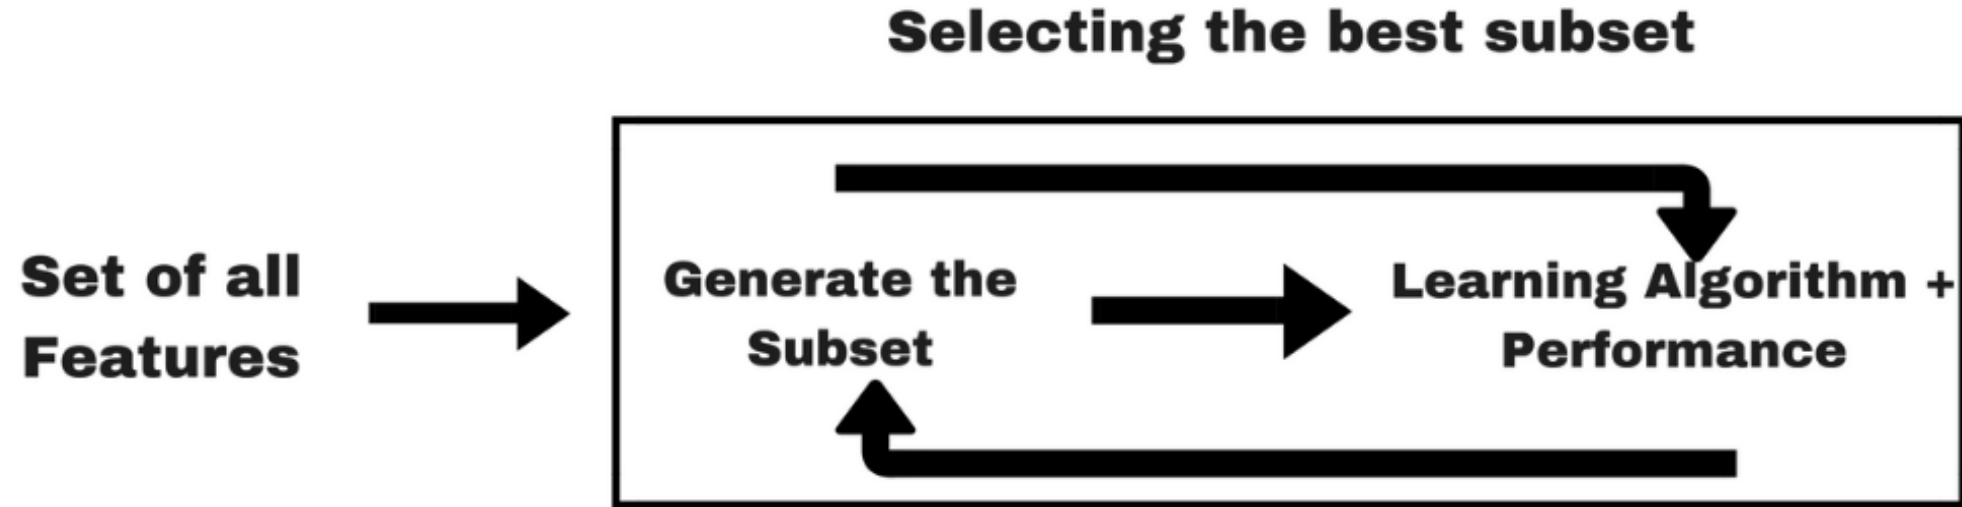 Selecting the best subset
Set of all
Features
Generate the
Subset
Learning Algorithm +
Performance